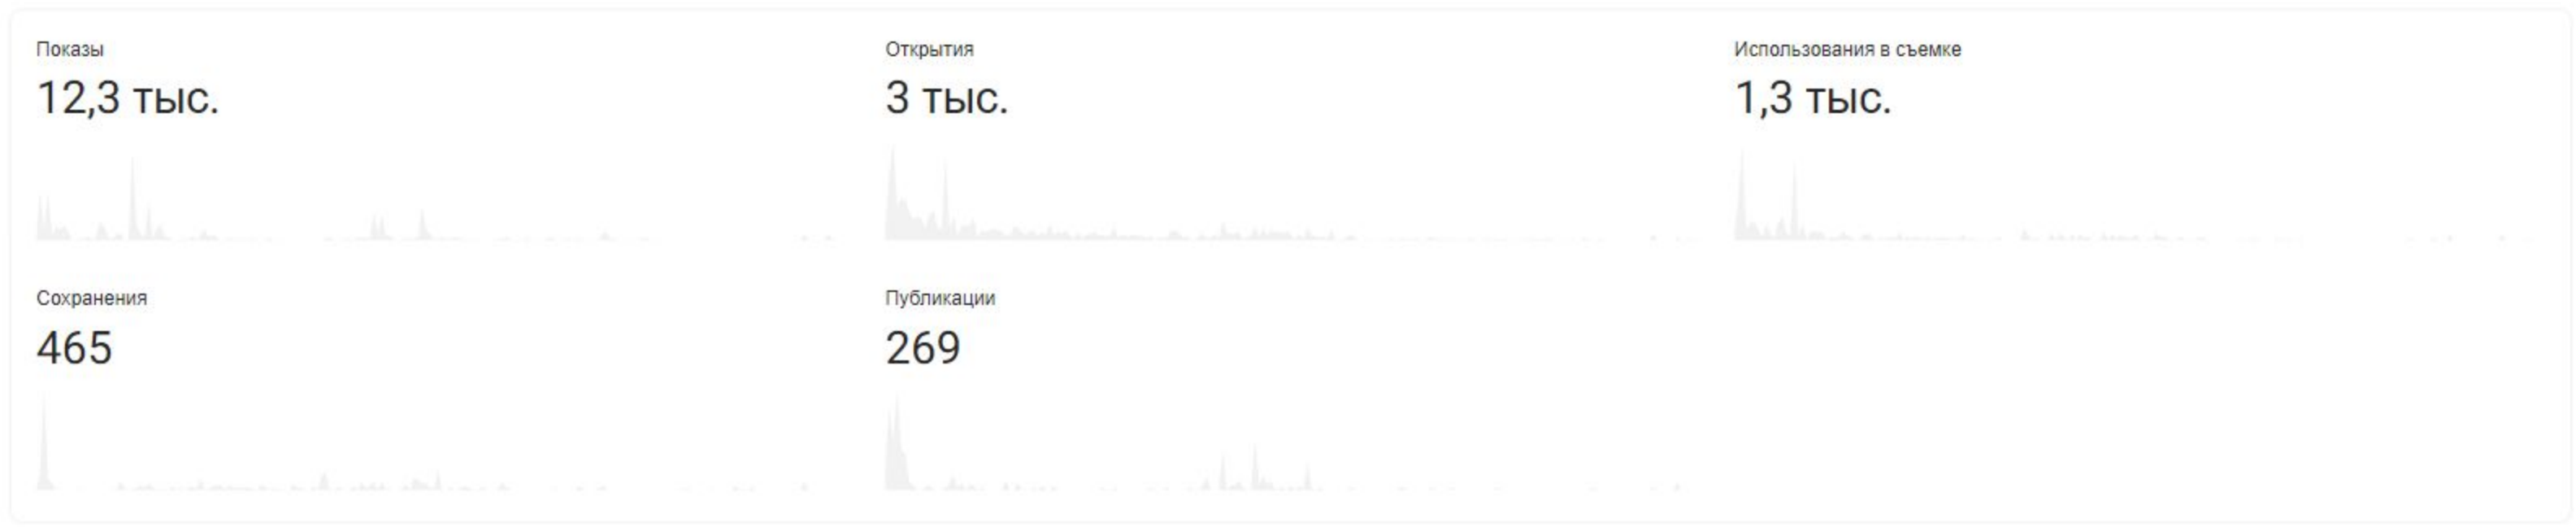 Показы
12,3 тыс.
Открытия
3 тыс.
Использования в съемке
1,3 тыс.
Сохранения
465
Публикации
269